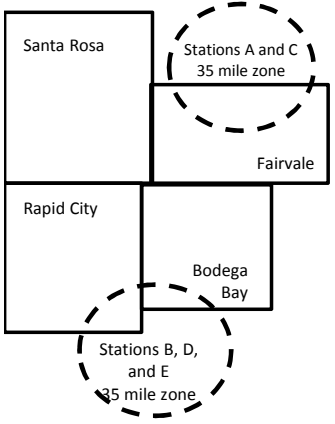 Santa Rosa
Stations A and C
35 mile zone
Fairvale
Rapid City
Bodega
Bay
Stations B, D,
and E
35 mile zone